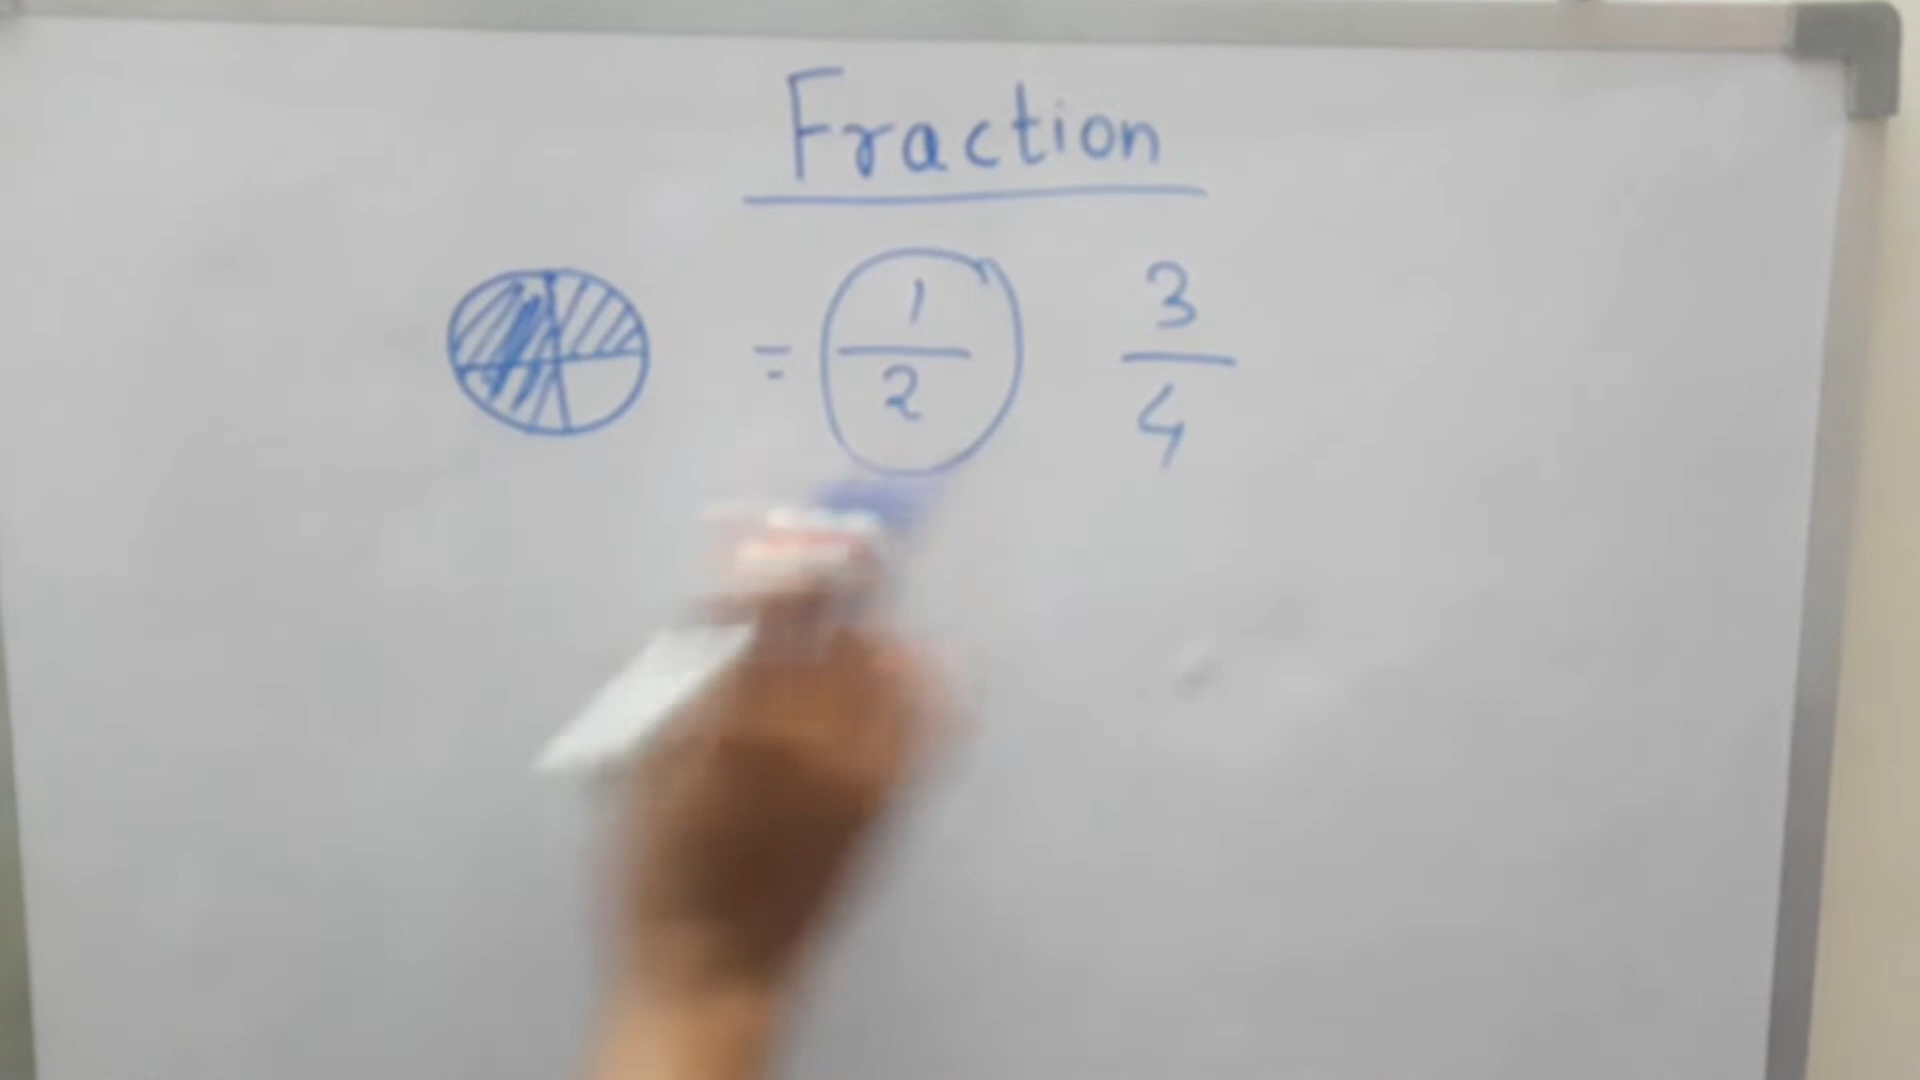 Fraction
= 1/2 3/4